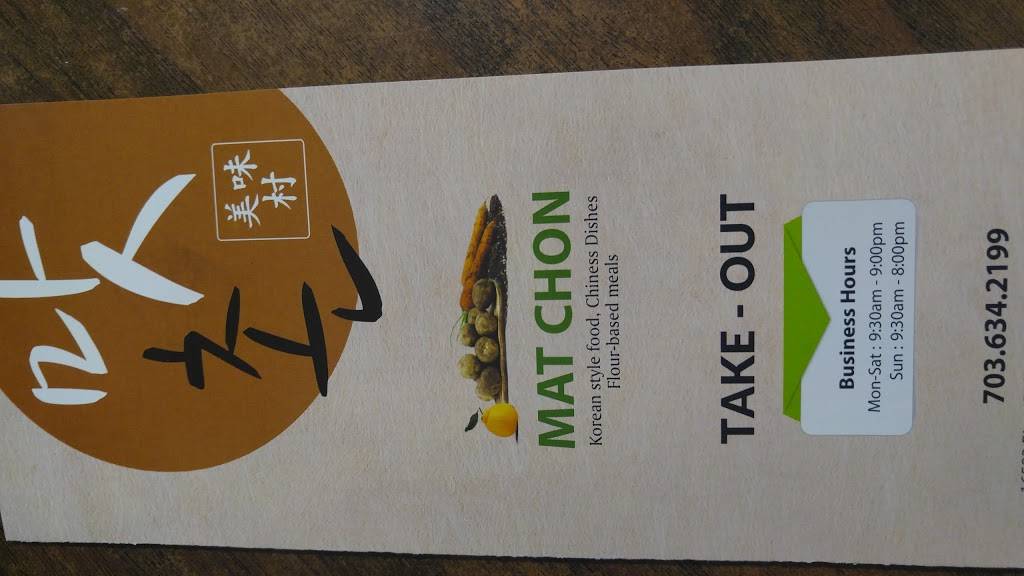 맛
촌
美味
村
MAT CHON
Korean style food, Chiness Dishes
Flour-based meals
TAKE - OUT
Business Hours
Mon-Sat : 9:30am - 9:00pm
Sun : 9:30am - 8:00pm
703.634.2199